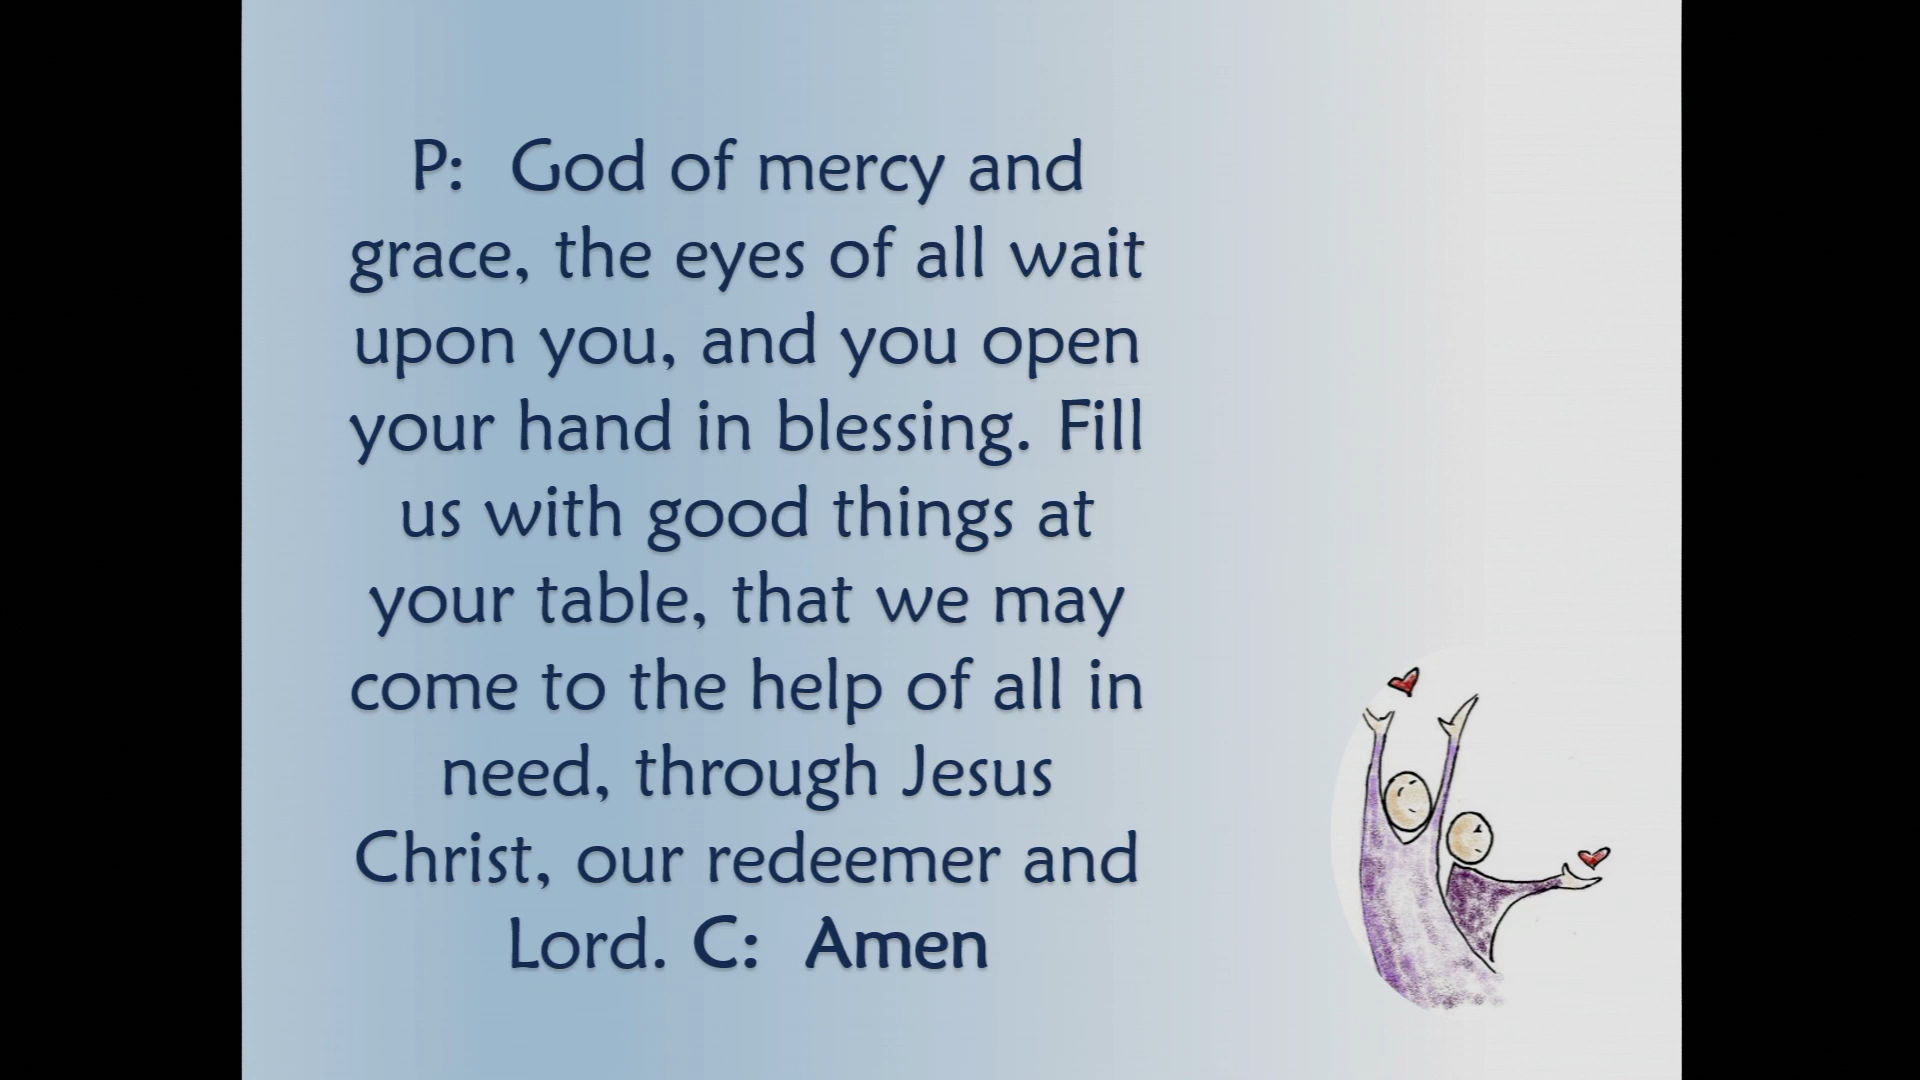 P:  God of mercy and
grace, the eyes of all wait
upon you, and you open
your hand in blessing. Fill
us with good things at
your table, that we may
come to the help of all in
need, through Jesus
Christ, our redeemer and
Lord. C:  Amen